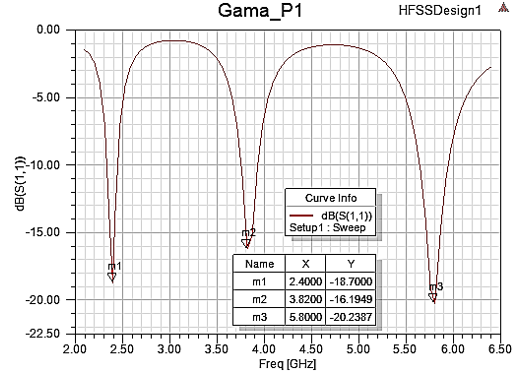 Gama_P1
HFSSDesign1
0.00
-5.00
-10.00
-15.00
-20.00
-22.50
dB(S(1,1))
m1
m2
m3
Curve Info
dB(S(1,1))
Setup1 : Sweep
Name X Y
m1 2.4000 -18.7000
m2 3.8200 -16.1949
m3 5.8000 -20.2387
2.00 2.50 3.00 3.50 4.00 4.50 5.00 5.50 6.00 6.50
Freq [GHz]